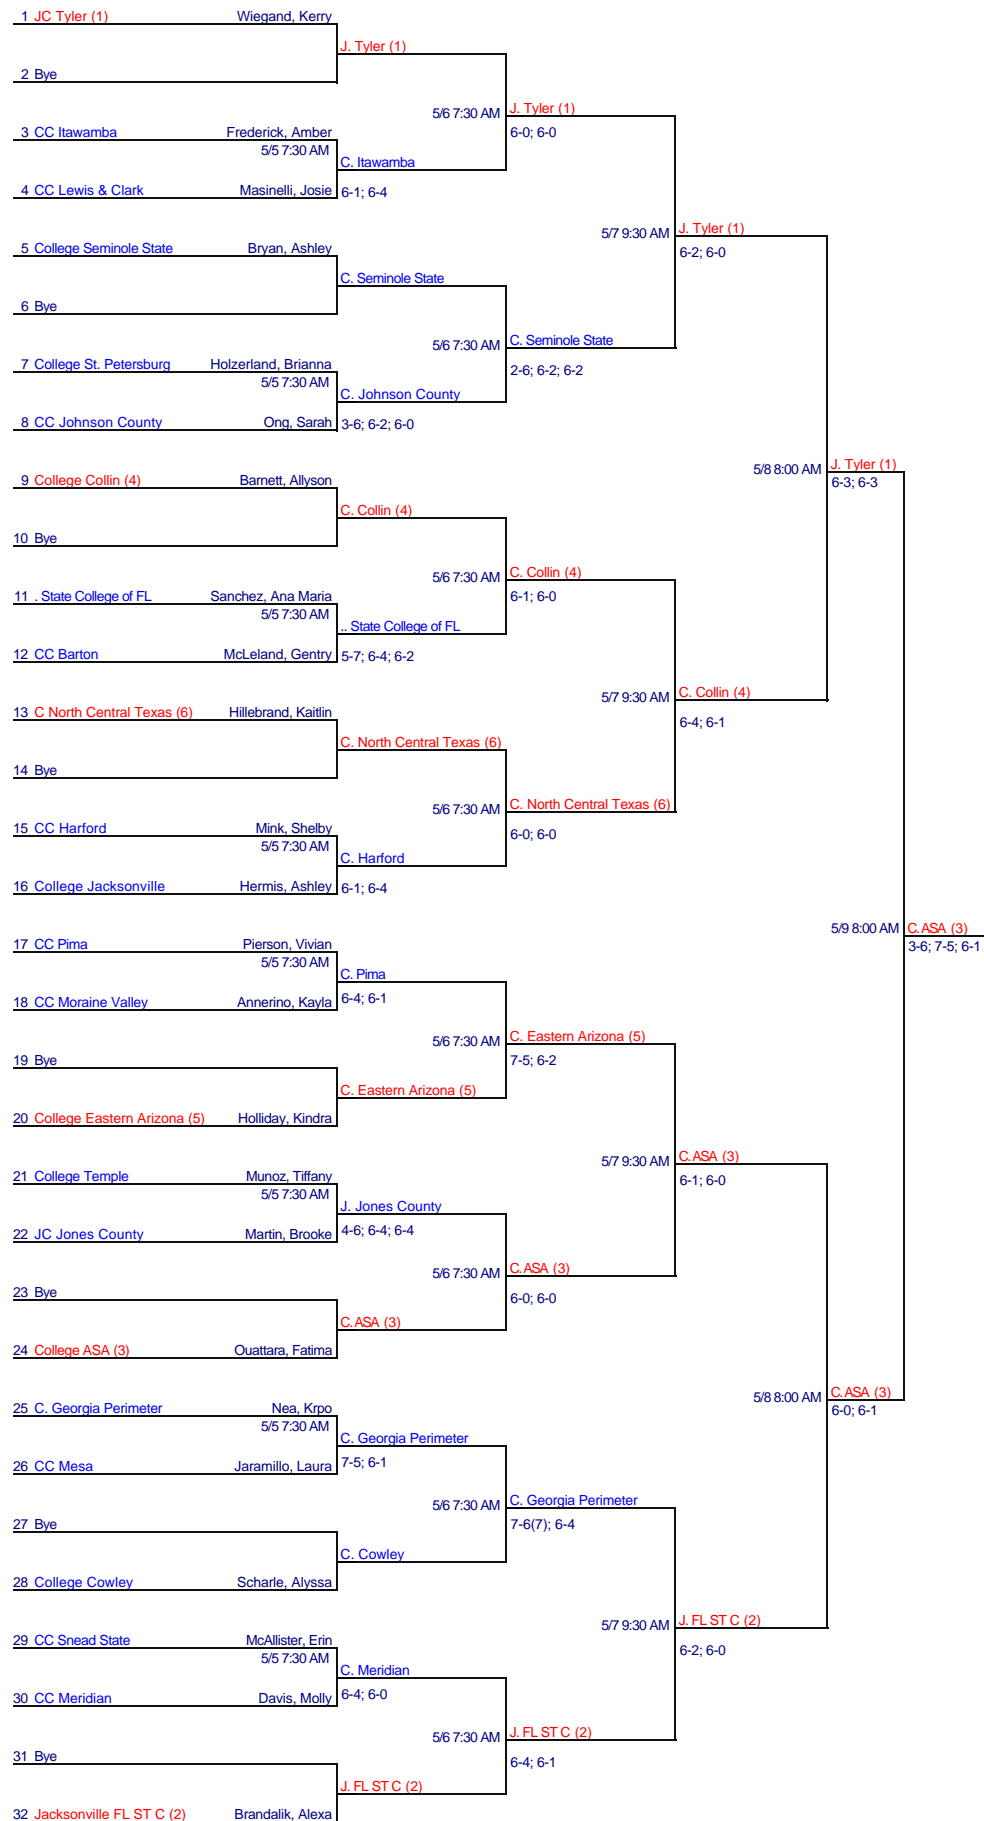 1 JC Tyler (1) Wiegand, Kerry
J. Tyler (1)
2 Bye
5/6 7:30 AM J. Tyler (1)
6-0; 6-0
3 CC Itawamba Frederick, Amber
5/5 7:30 AM
C. Itawamba
4 CC Lewis & Clark Masinelli, Josie 6-1; 6-4
5/7 9:30 AM J. Tyler (1)
6-2; 6-0
5 College Seminole State Bryan, Ashley
C. Seminole State
6 Bye
5/6 7:30 AM C. Seminole State
2-6; 6-2; 6-2
7 College St. Petersburg Holzerland, Brianna
5/5 7:30 AM
C. Johnson County
8 CC Johnson County Ong, Sarah 3-6; 6-2; 6-0
5/8 8:00 AM J. Tyler (1)
6-3; 6-3
9 College Collin (4) Barnett, Allyson
C. Collin (4)
10 Bye
5/6 7:30 AM C. Collin (4)
6-1; 6-0
11 . State College of FL Sanchez, Ana Maria
5/5 7:30 AM
.. State College of FL
12 CC Barton McLeland, Gentry 5-7; 6-4; 6-2
5/7 9:30 AM C. Collin (4)
6-4; 6-1
13 C North Central Texas (6) Hillebrand, Kaitlin
C. North Central Texas (6)
14 Bye
5/6 7:30 AM C. North Central Texas (6)
6-0; 6-0
15 CC Harford Mink, Shelby
5/5 7:30 AM
C. Harford
16 College Jacksonville Hermis, Ashley 6-1; 6-4
5/9 8:00 AM C. ASA (3)
3-6; 7-5; 6-1
17 CC Pima Pierson, Vivian
5/5 7:30 AM
C. Pima
18 CC Moraine Valley Annerino, Kayla 6-4; 6-1
5/6 7:30 AM C. Eastern Arizona (5)
7-5; 6-2
19 Bye
C. Eastern Arizona (5)
20 College Eastern Arizona (5) Holliday, Kindra
5/7 9:30 AM C. ASA (3)
6-1; 6-0
21 College Temple Munoz, Tiffany
5/5 7:30 AM
J. Jones County
22 JC Jones County Martin, Brooke 4-6; 6-4; 6-4
5/6 7:30 AM C. ASA (3)
6-0; 6-0
23 Bye
C. ASA (3)
24 College ASA (3) Ouattara, Fatima
5/8 8:00 AM C. ASA (3)
6-0; 6-1
25 C. Georgia Perimeter Nea, Krpo
5/5 7:30 AM
C. Georgia Perimeter
26 CC Mesa Jaramillo, Laura 7-5; 6-1
5/6 7:30 AM C. Georgia Perimeter
7-6(7); 6-4
27 Bye
C. Cowley
28 College Cowley Scharle, Alyssa
5/7 9:30 AM J. FL ST C (2)
6-2; 6-0
29 CC Snead State McAllister, Erin
5/5 7:30 AM
C. Meridian
30 CC Meridian Davis, Molly 6-4; 6-0
5/6 7:30 AM J. FL ST C (2)
6-4; 6-1
31 Bye
J. FL ST C (2)
32 Jacksonville FL ST C (2) Brandalik, Alexa